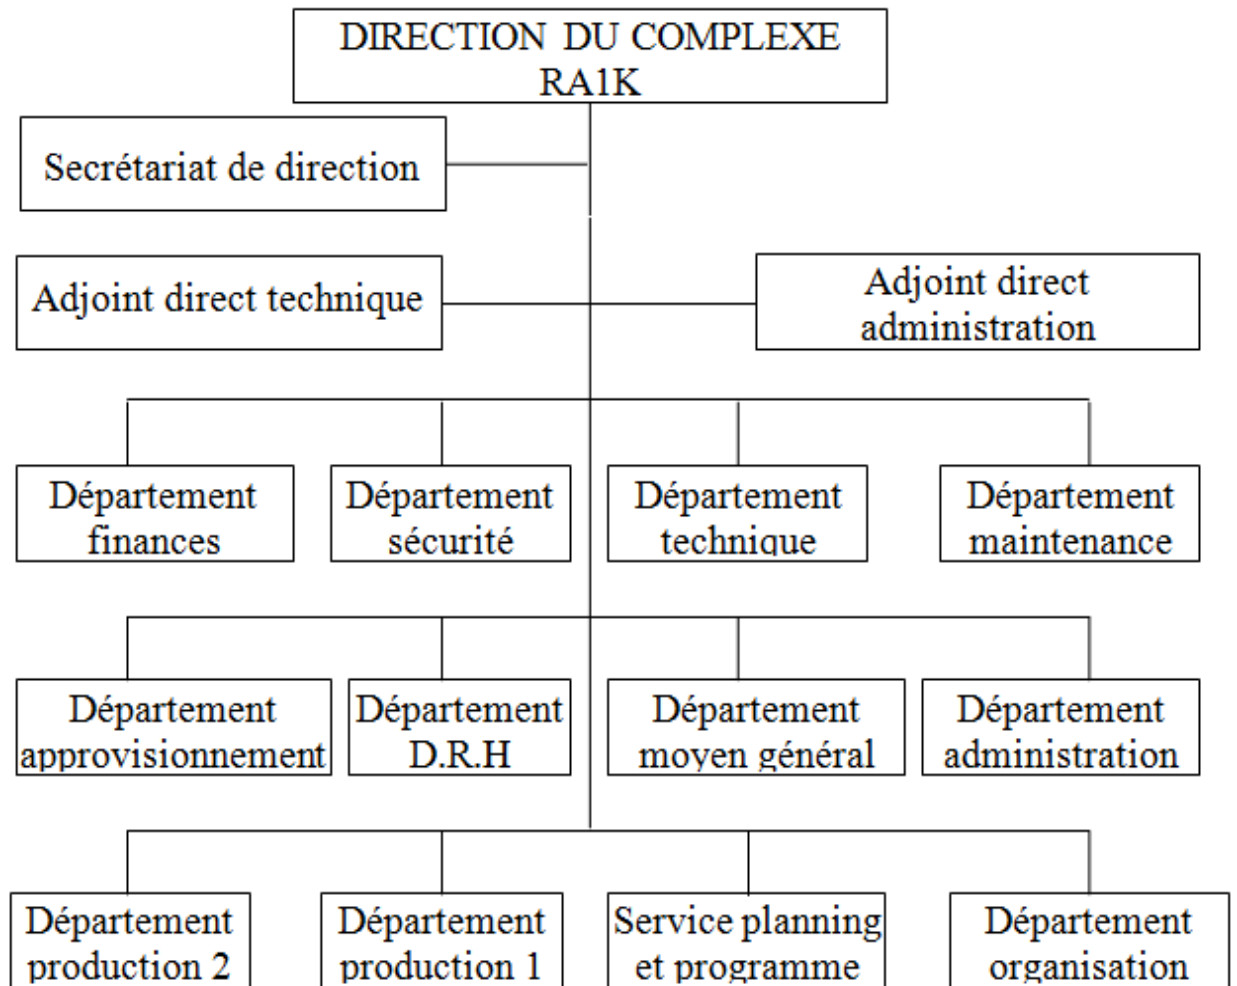 DIRECTION DU COMPLEXE
RA1K
Secrétariat de direction
Adjoint direct technique
Adjoint direct
administration
Département
finances
Département
sécurité
Département
technique
Département
maintenance
Département
approvisionnement
Département
D.R.H
Département
moyen général
Département
administration
Département
production 2
Département
production 1
Service planning
et programme
Département
organisation